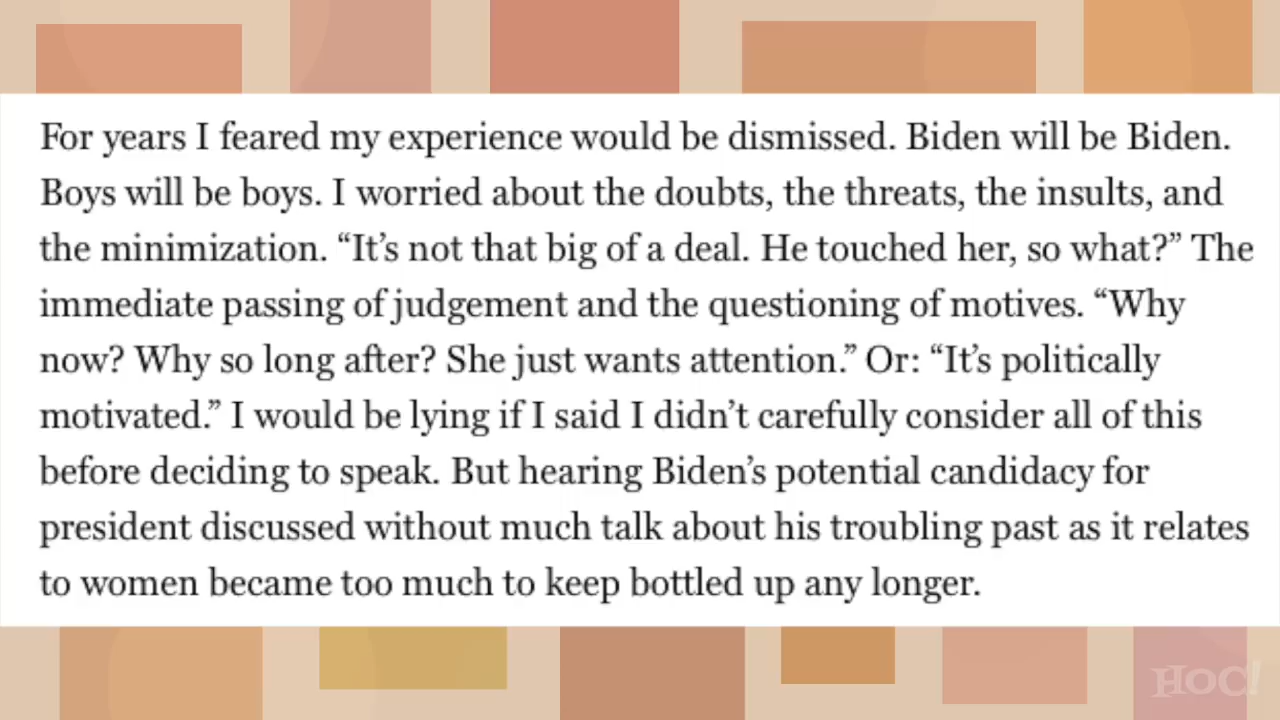 For years I feared my experience would be dismissed. Biden will be Biden.
Boys will be boys. I worried about the doubts, the threats, the insults, and
the minimization. “It’s not that big of a deal. He touched her, so what?” The
immediate passing of judgement and the questioning of motives. “Why
now? Why so long after? She just wants attention.” Or: “It’s politically
motivated.” I would be lying if I said I didn’t carefully consider all of this
before deciding to speak. But hearing Biden’s potential candidacy for
president discussed without much talk about his troubling past as it relates
to women became too much to keep bottled up any longer.
HOC!